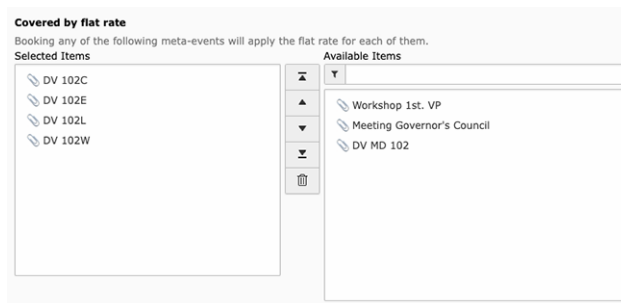 Covered by flat rate
Booking any of the following meta-events will apply the flat rate for each of them.
Selected Items
Available Items
DV 102C
DV 102E
DV 102L
DV 102W
Workshop 1st. VP
Meeting Governor's Council
DV MD 102